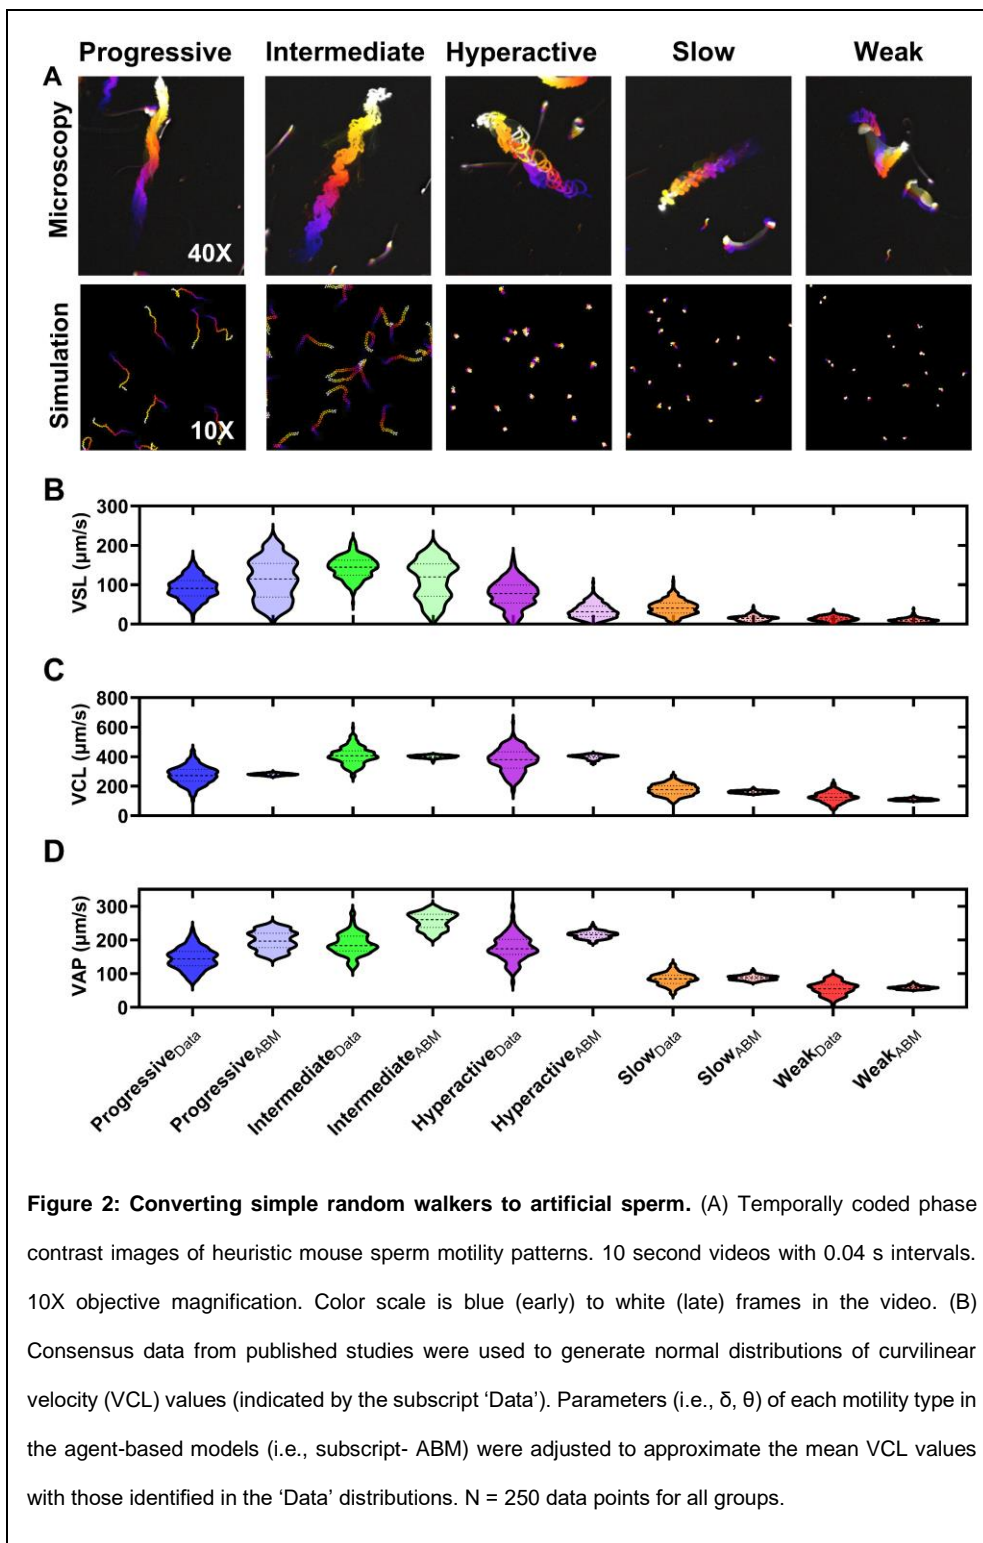 Progressive Intermediate Hyperactive Slow Weak
A
Microscopy
40X
Simulation
10X
B
VSL (µm/s)
300
200
100
0
C
VCL (µm/s)
800
600
400
200
0
D
VAP (µm/s)
300
200
100
0
ProgressiveData
ProgressiveABM
IntermediateData
IntermediateABM
HyperactiveData
HyperactiveABM
SlowData
SlowABM
WeakData
WeakABM
Figure 2: Converting simple random walkers to artificial sperm. (A) Temporally coded phase
contrast images of heuristic mouse sperm motility patterns. 10 second videos with 0.04 s intervals.
10X objective magnification. Color scale is blue (early) to white (late) frames in the video. (B)
Consensus data from published studies were used to generate normal distributions of curvilinear
velocity (VCL) values (indicated by the subscript ‘Data’). Parameters (i.e., δ, θ) of each motility type in
the agent-based models (i.e., subscript- ABM) were adjusted to approximate the mean VCL values
with those identified in the ‘Data’ distributions. N = 250 data points for all groups.